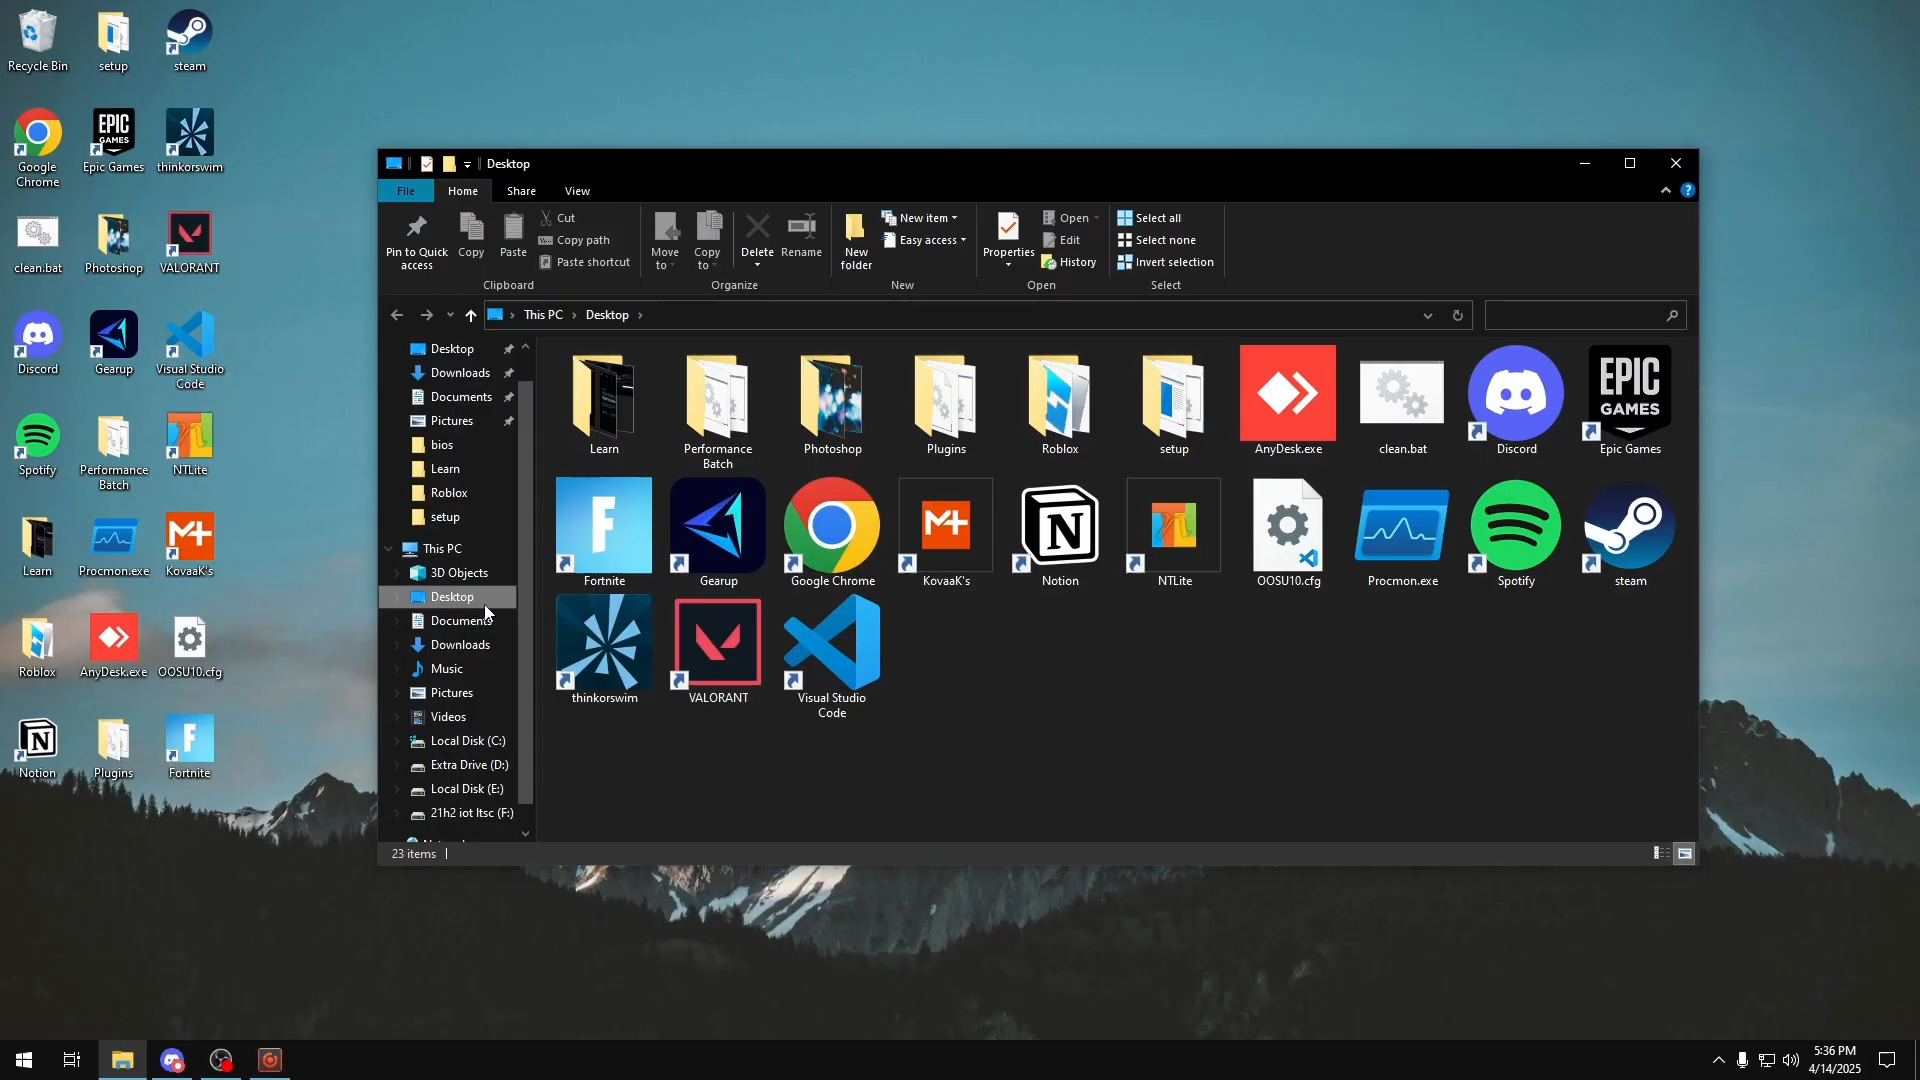 Recycle Bin
setup
steam
EPIC
GAMES
Google
Chrome
Epic Games
thinkorswim
clean.bat
Photoshop
VALORANT
Discord
Gearup
Visual Studio
Code
Spotify
Performance
Batch
NTLite
M+
Learn
Procmon.exe
KovaaK's
Roblox
AnyDesk.exe
OOSU10.cfg
Notion
Plugins
Fortnite
Desktop
File
Home
Share
View
Pin to Quick
access
Copy
Paste
Cut
Copy path
Paste shortcut
Clipboard
Move
to
Copy
to
Delete
Rename
Organize
New
folder
New item
Easy access
New
Properties
Open
Edit
History
Open
Select all
Select none
Invert selection
Select
This PC
Desktop
Desktop
Downloads
Documents
Pictures
bios
Learn
Roblox
setup
This PC
3D Objects
Desktop
Documents
Downloads
Music
Pictures
Videos
Local Disk (C:)
Extra Drive (D:)
Local Disk (E:)
21h2 iot ltsc (F:)
Learn
Performance
Batch
Photoshop
Plugins
Roblox
setup
AnyDesk.exe
clean.bat
Discord
EPIC
GAMES
Epic Games
F
Fortnite
Gearup
Google Chrome
M+
KovaaK's
N
Notion
NTLite
OOSU10.cfg
Procmon.exe
Spotify
steam
thinkorswim
VALORANT
Visual Studio
Code
23 items
5:36 PM
4/14/2025